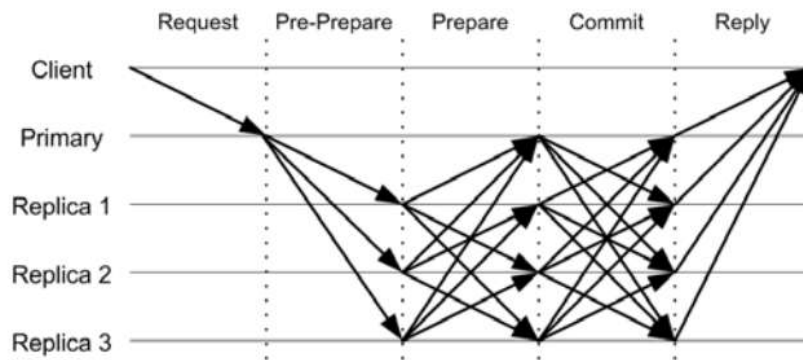 Request Pre-Prepare Prepare Commit Reply
Client
Primary
Replica 1
Replica 2
Replica 3